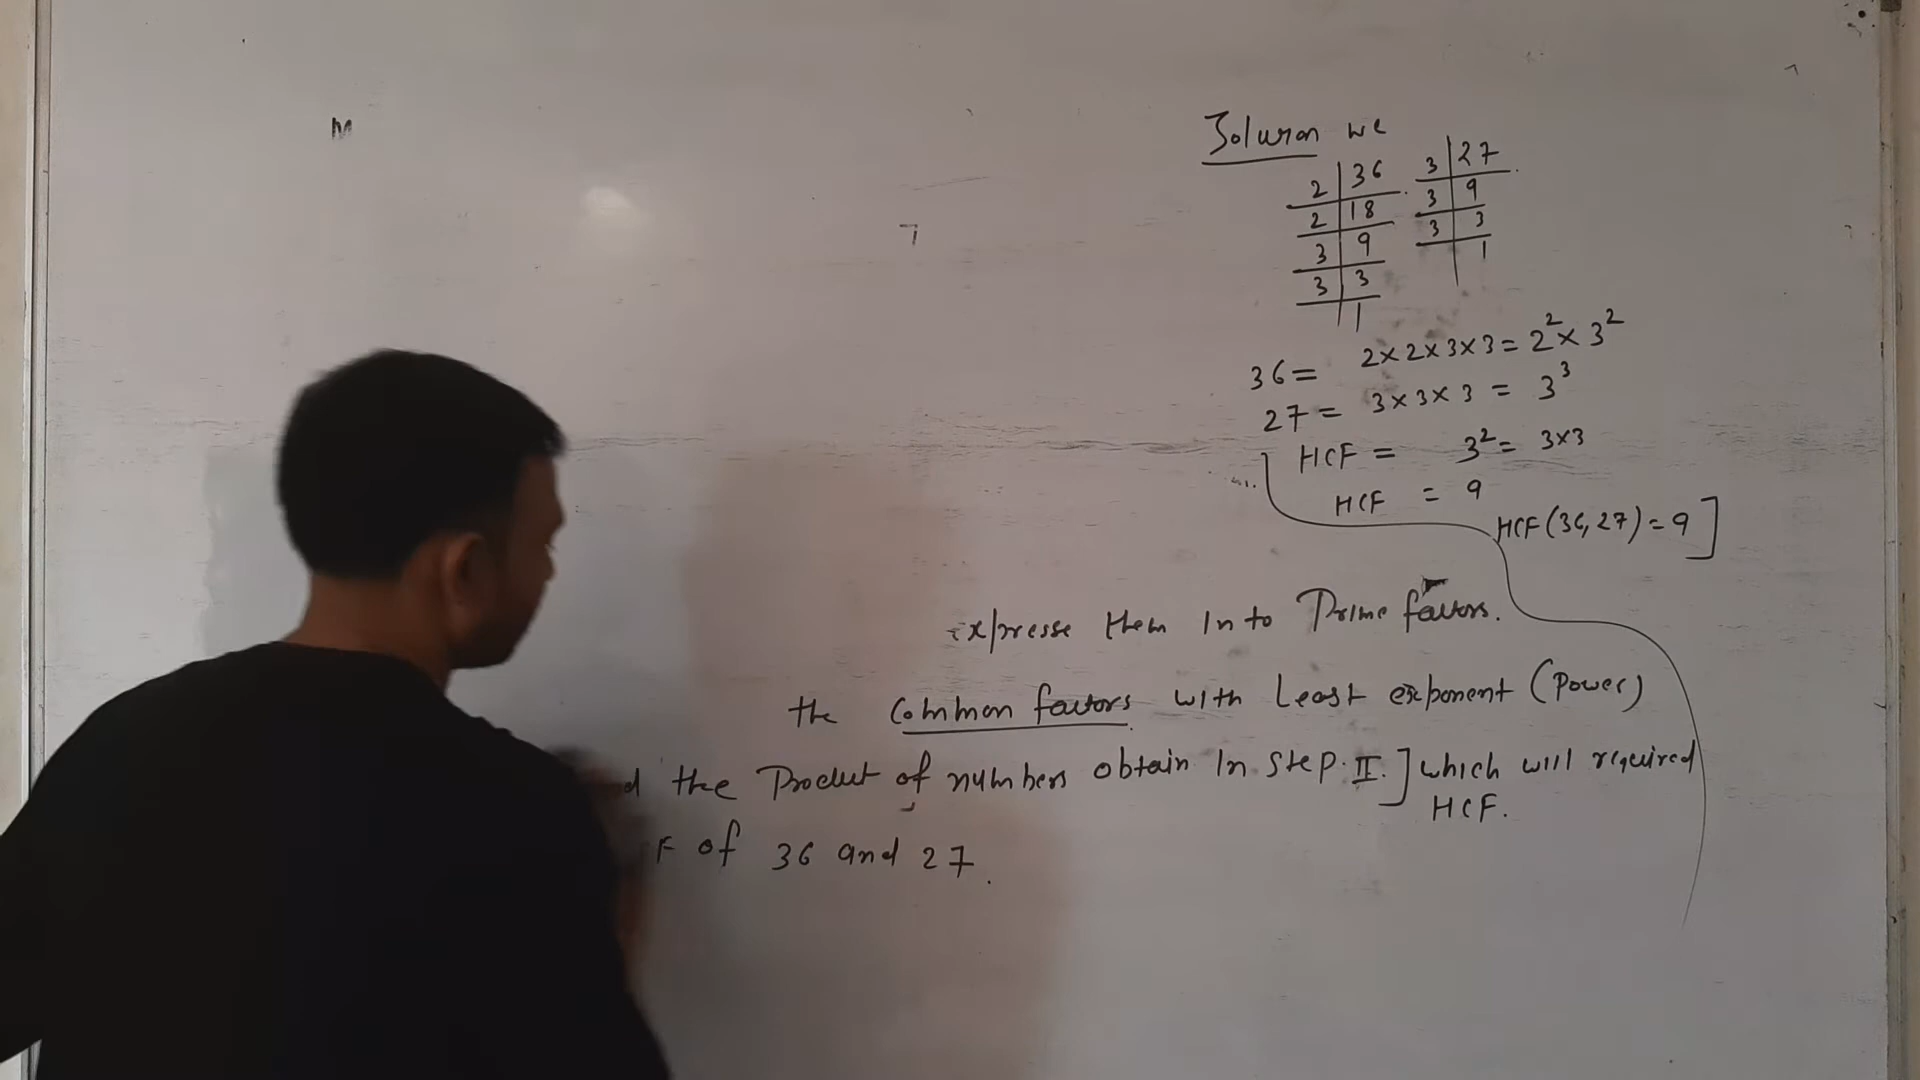 M
Soluron we
2 | 36
2 | 18
3 | 9
3 | 3
1
3 | 27
3 | 9
3 | 3
1
36 = 2×2×3×3 = 2² × 3²
27 = 3×3×3 = 3³
HCF = 3² = 3×3
HCF = 9
HCF(36, 27) = 9]
expresse them Into Prime factors.
the Common factors with Least exponent (Power)
d the Product of numbers obtain In Step. II.] which will required
HCF.
F of 36 and 27.